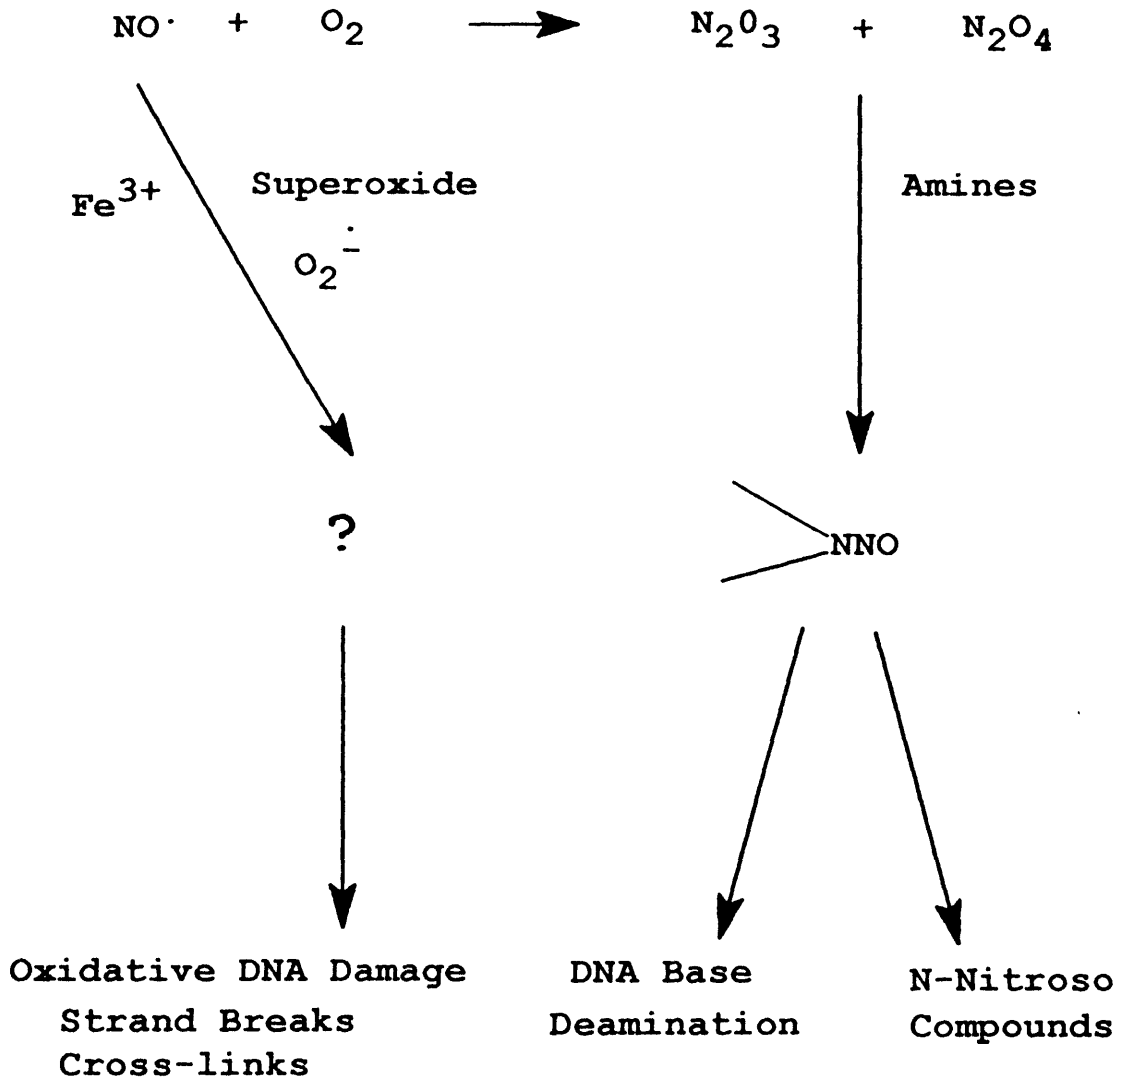 NO· + O₂ → N₂O₃ + N₂O₄
Fe³⁺
Superoxide
O₂⸱⁻
Amines
?
NNO
Oxidative DNA Damage
Strand Breaks
Cross-links
DNA Base
Deamination
N-Nitroso
Compounds